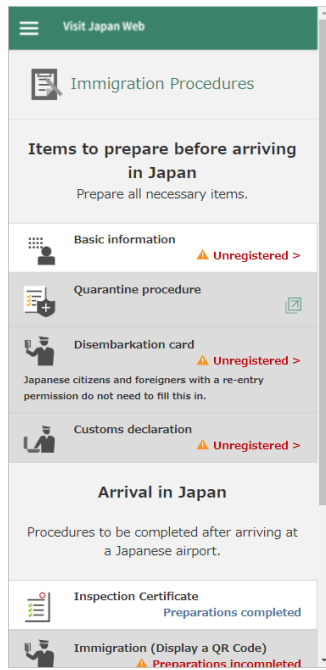 Visit Japan Web
Immigration Procedures
Items to prepare before arriving
in Japan
Prepare all necessary items.
Basic information
Unregistered >
Quarantine procedure
Disembarkation card
Unregistered >
Japanese citizens and foreigners with a re-entry
permission do not need to fill this in.
Customs declaration
Unregistered >
Arrival in Japan
Procedures to be completed after arriving at
a Japanese airport.
Inspection Certificate
Preparations completed
Immigration (Display a QR Code)
Preparations incompleted